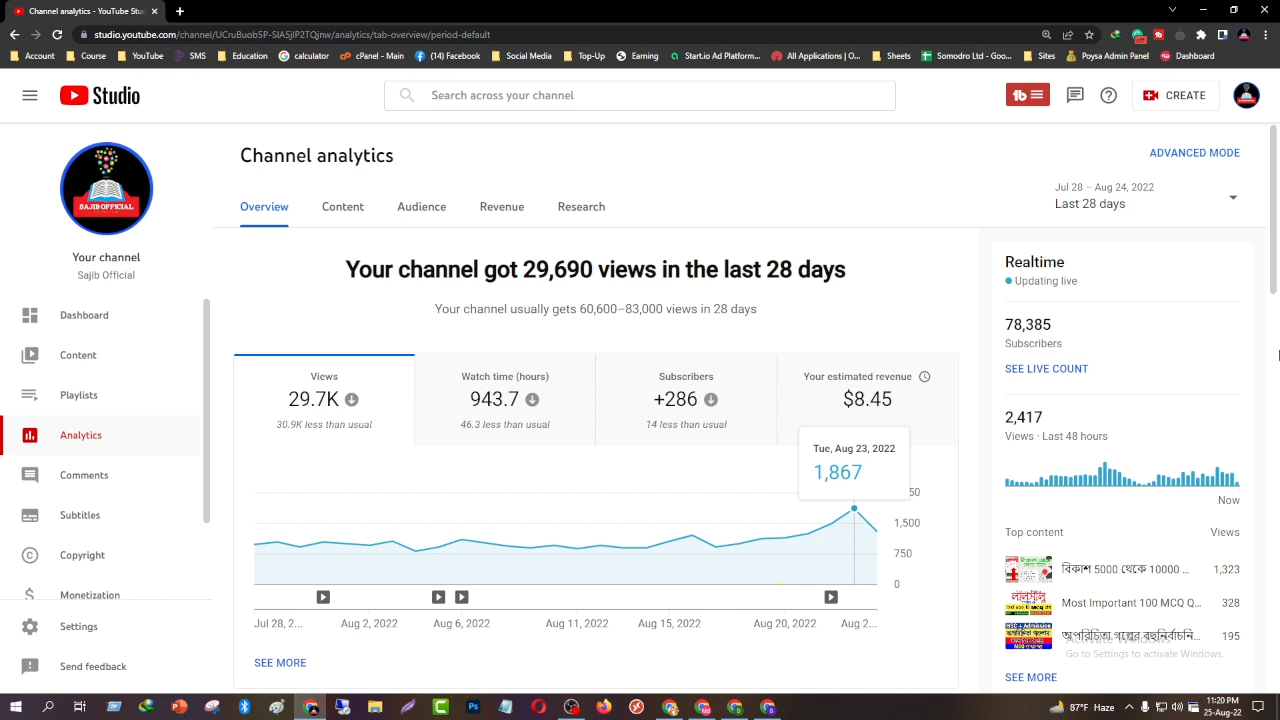 YouTube Studio. Custom YouTube Stu
studio.youtube.com/channel/UCruBuob5P-SIA5jIP2TQjnw/analytics/tab-overview/period-default
Account Course YouTube SMS Education calculator PC Main (14) Facebook Social Media Top-Up Earning Start.io Ad Platform... All Applications | O... Sheets Somodro Ltd - Goo... Sites Poysa Admin Panel Dashboard
Studio
Search across your channel
CREATE
SAJIB OFFICIAL
Your channel
Sajib Official
Dashboard
Content
Playlists
Analytics
Comments
Subtitles
Copyright
Monetization
Settings
Send feedback
Channel analytics
ADVANCED MODE
Overview Content Audience Revenue Research
Jul 28 – Aug 24, 2022
Last 28 days
Your channel got 29,690 views in the last 28 days
Your channel usually gets 60,600–83,000 views in 28 days
Views
29.7K
30.9K less than usual
Watch time (hours)
943.7
46.3 less than usual
Subscribers
+286
14 less than usual
Your estimated revenue
$8.45
Tue, Aug 23, 2022
1,867
50
1,500
750
0
Jul 28, 2... Aug 2, 2022 Aug 6, 2022 Aug 11, 2022 Aug 15, 2022 Aug 20, 2022 Aug 2...
SEE MORE
Realtime
Updating live
78,385
Subscribers
SEE LIVE COUNT
2,417
Views · Last 48 hours
Now
Top content Views
বিকাশ 5000 থেকে 10000 ... 1,323
Most Important 100 MCQ Q... 328
অপরিচিতা গল্পের বহুনির্বাচনি... 195
Activate Windows
Go to Settings to activate Windows.
SEE MORE
87°F Haze
11:20 PM
25-Aug-22